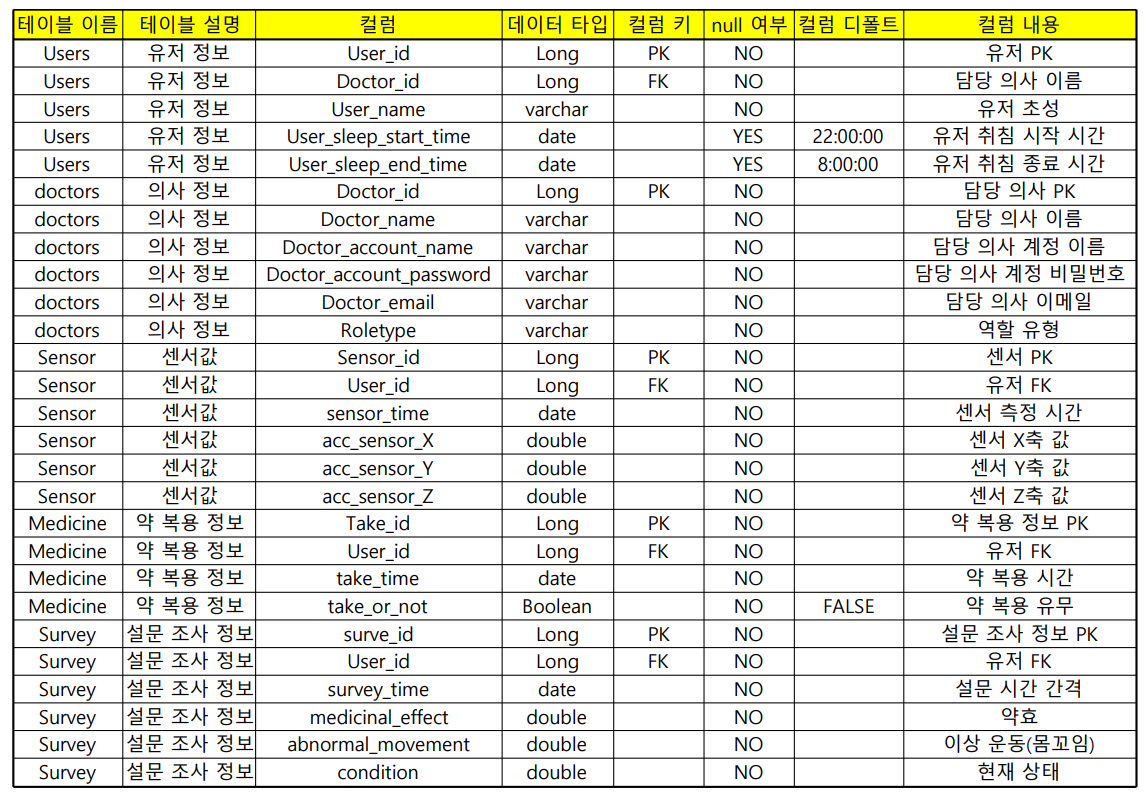 테이블 이름 테이블 설명 컬럼 데이터 타입 컬럼 키 null 여부 컬럼 디폴트 컬럼 내용
Users 유저 정보 User_id Long PK NO 유저 PK
Users 유저 정보 Doctor_id Long FK NO 담당 의사 이름
Users 유저 정보 User_name varchar NO 유저 초성
Users 유저 정보 User_sleep_start_time date YES 22:00:00 유저 취침 시작 시간
Users 유저 정보 User_sleep_end_time date YES 8:00:00 유저 취침 종료 시간
doctors 의사 정보 Doctor_id Long PK NO 담당 의사 PK
doctors 의사 정보 Doctor_name varchar NO 담당 의사 이름
doctors 의사 정보 Doctor_account_name varchar NO 담당 의사 계정 이름
doctors 의사 정보 Doctor_account_password varchar NO 담당 의사 계정 비밀번호
doctors 의사 정보 Doctor_email varchar NO 담당 의사 이메일
doctors 의사 정보 Roletype varchar NO 역할 유형
Sensor 센서값 Sensor_id Long PK NO 센서 PK
Sensor 센서값 User_id Long FK NO 유저 FK
Sensor 센서값 sensor_time date NO 센서 측정 시간
Sensor 센서값 acc_sensor_X double NO 센서 X축 값
Sensor 센서값 acc_sensor_Y double NO 센서 Y축 값
Sensor 센서값 acc_sensor_Z double NO 센서 Z축 값
Medicine 약 복용 정보 Take_id Long PK NO 약 복용 정보 PK
Medicine 약 복용 정보 User_id Long FK NO 유저 FK
Medicine 약 복용 정보 take_time date NO 약 복용 시간
Medicine 약 복용 정보 take_or_not Boolean NO FALSE 약 복용 유무
Survey 설문 조사 정보 surve_id Long PK NO 설문 조사 정보 PK
Survey 설문 조사 정보 User_id Long FK NO 유저 FK
Survey 설문 조사 정보 survey_time date NO 설문 시간 간격
Survey 설문 조사 정보 medicinal_effect double NO 약효
Survey 설문 조사 정보 abnormal_movement double NO 이상 운동(몸꼬임)
Survey 설문 조사 정보 condition double NO 현재 상태